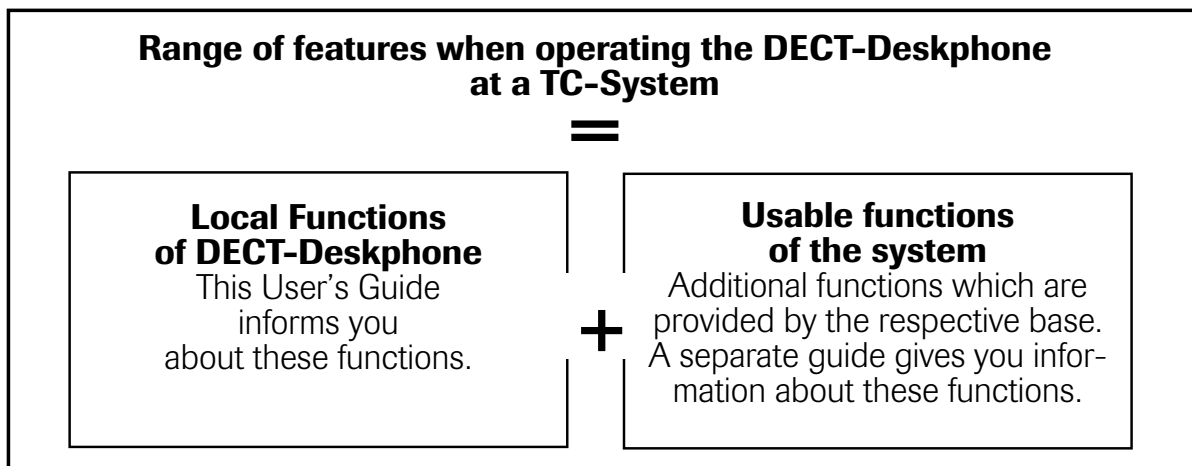 Range of features when operating the DECT-Deskphone
at a TC-System
=
Local Functions
of DECT-Deskphone
This User's Guide
informs you
about these functions.
+
Usable functions
of the system
Additional functions which are
provided by the respective base.
A separate guide gives you infor-
mation about these functions.